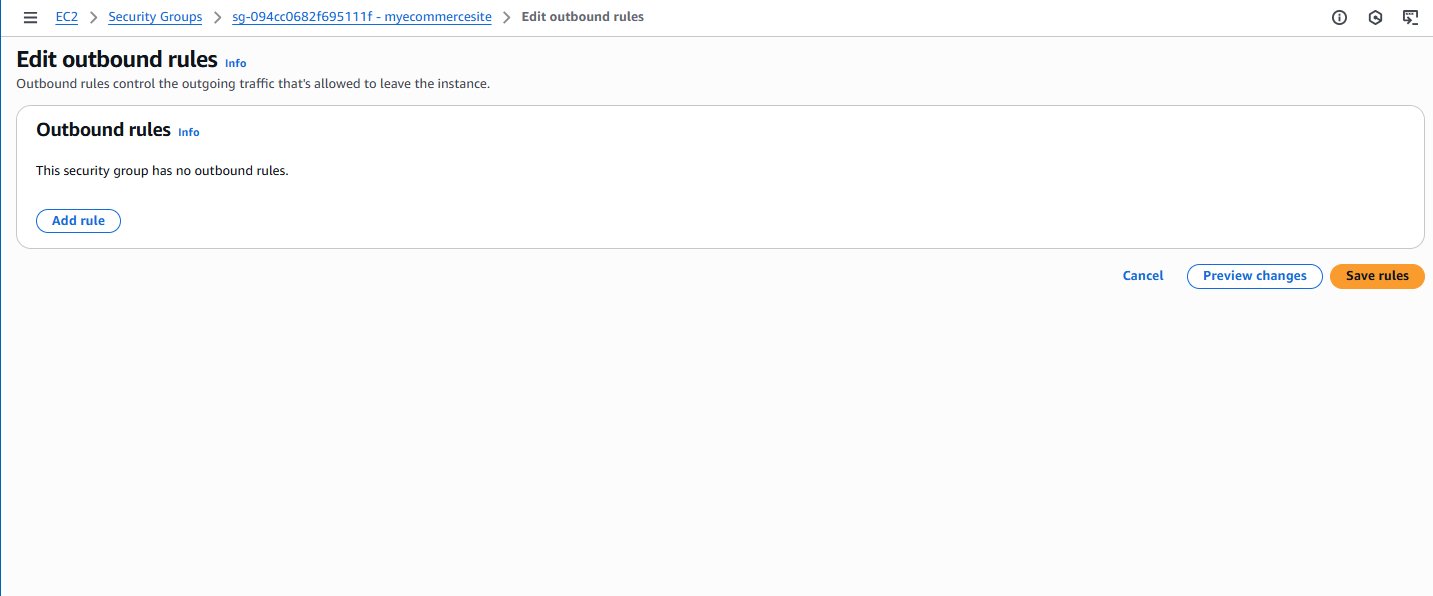 EC2 > Security Groups > sg-094cc0682f695111f - myecommercesite > Edit outbound rules
Edit outbound rules Info
Outbound rules control the outgoing traffic that's allowed to leave the instance.
Outbound rules Info
This security group has no outbound rules.
Add rule
Cancel Preview changes Save rules